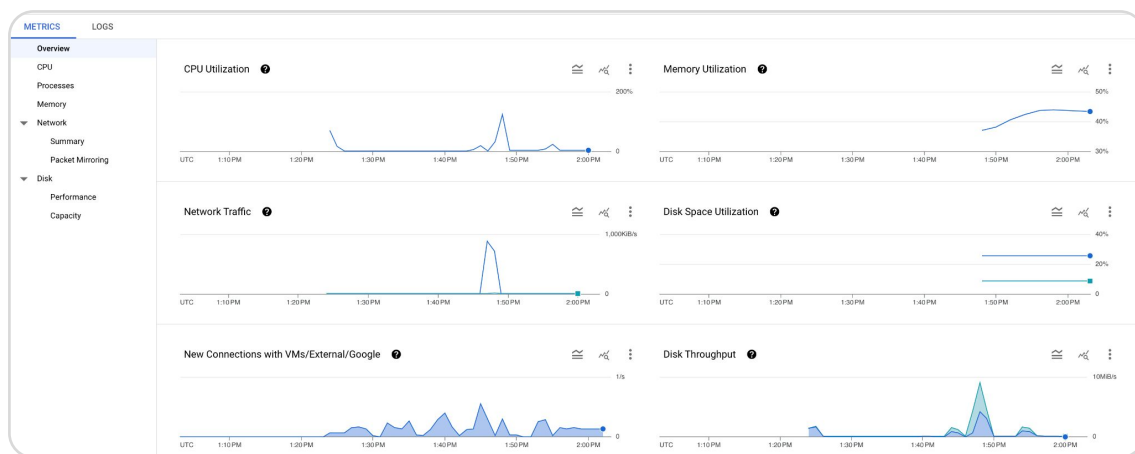 METRICS LOGS
Overview
CPU
Processes
Memory
Network
Summary
Packet Mirroring
Disk
Performance
Capacity
CPU Utilization ?
200%
0
UTC 1:10 PM 1:20 PM 1:30 PM 1:40 PM 1:50 PM 2:00 PM
Memory Utilization ?
50%
40%
30%
UTC 1:10 PM 1:20 PM 1:30 PM 1:40 PM 1:50 PM 2:00 PM
Network Traffic ?
1,000KiB/s
0
UTC 1:10 PM 1:20 PM 1:30 PM 1:40 PM 1:50 PM 2:00 PM
Disk Space Utilization ?
40%
20%
0
UTC 1:10 PM 1:20 PM 1:30 PM 1:40 PM 1:50 PM 2:00 PM
New Connections with VMs/External/Google ?
1/s
0
UTC 1:10 PM 1:20 PM 1:30 PM 1:40 PM 1:50 PM 2:00 PM
Disk Throughput ?
10MiB/s
0
UTC 1:10 PM 1:20 PM 1:30 PM 1:40 PM 1:50 PM 2:00 PM